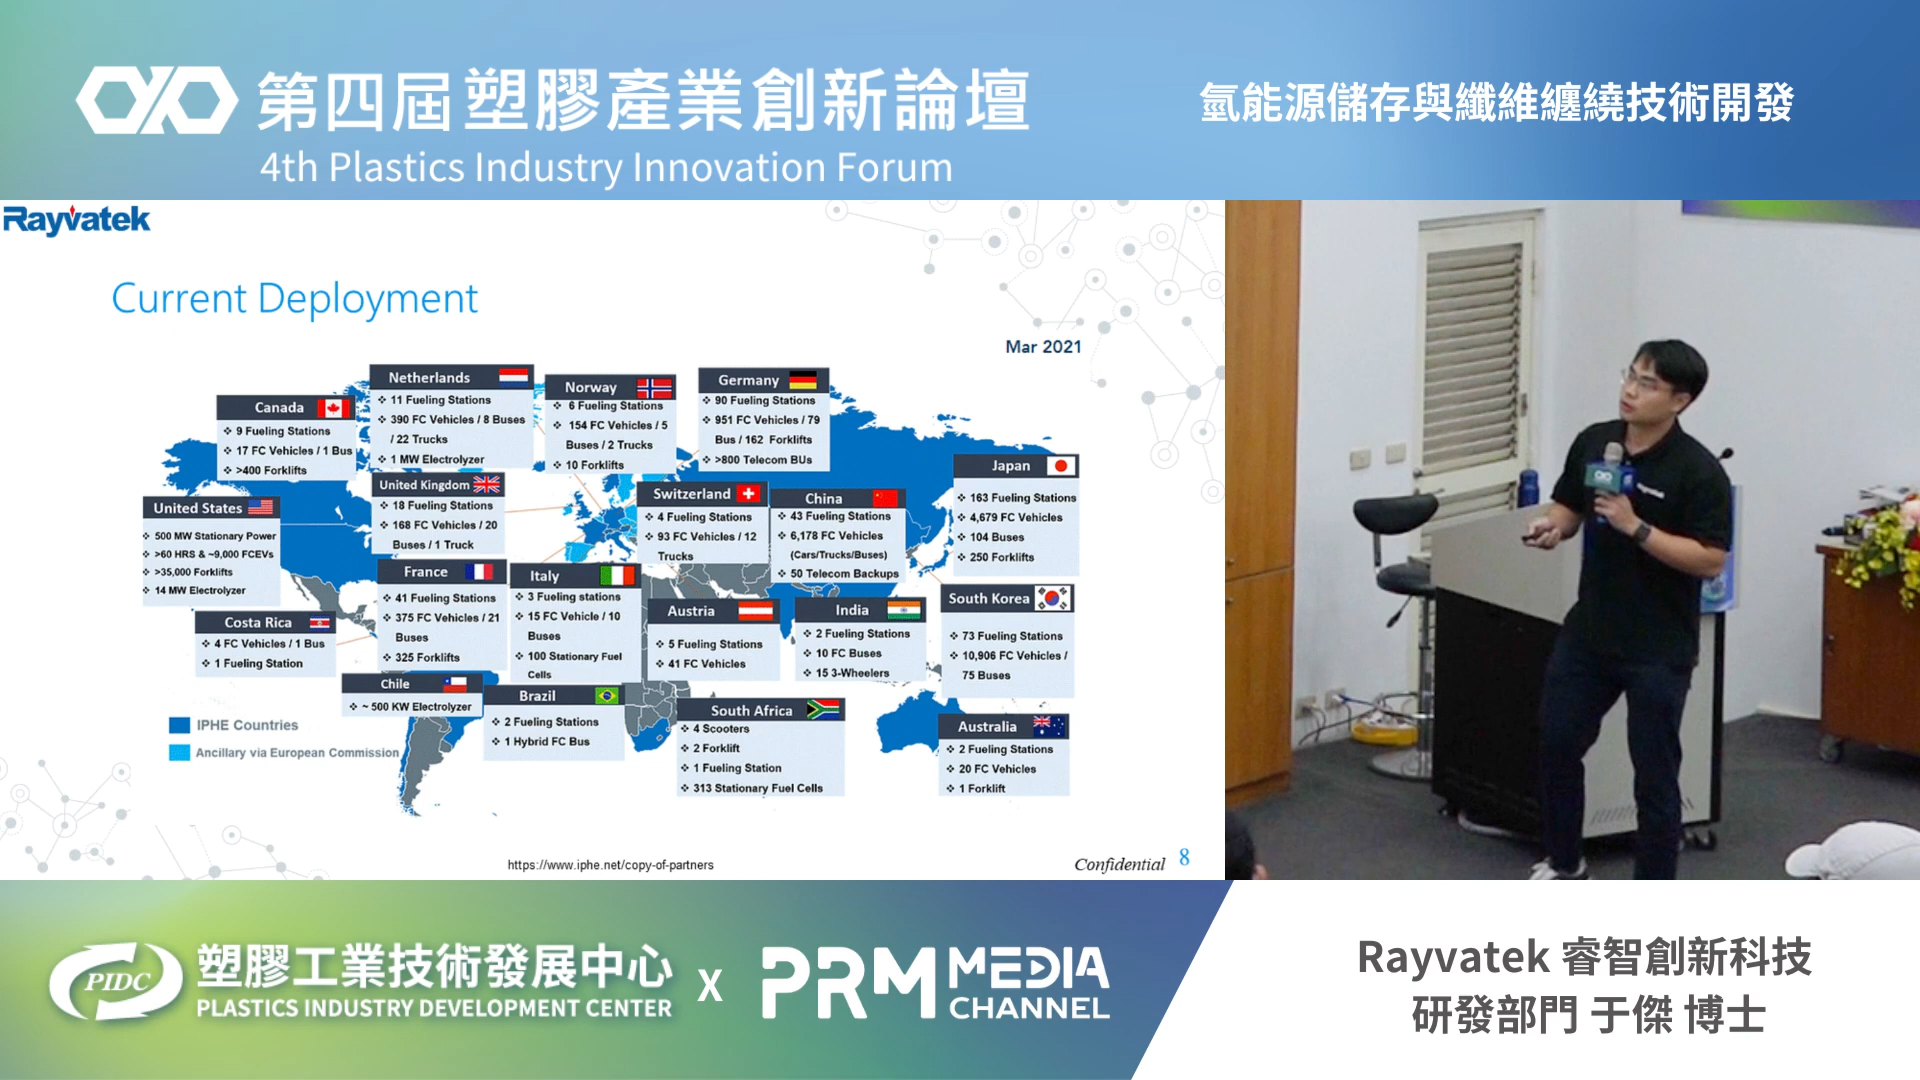 第四屆塑膠產業創新論壇
4th Plastics Industry Innovation Forum
氫能源儲存與纖維纏繞技術開發
Rayvatek
Current Deployment
Mar 2021
Canada
❖ 9 Fueling Stations
❖ 17 FC Vehicles / 1 Bus
❖ >400 Forklifts
Netherlands
❖ 11 Fueling Stations
❖ 390 FC Vehicles / 8 Buses
/ 22 Trucks
❖ 1 MW Electrolyzer
Norway
❖ 6 Fueling Stations
❖ 154 FC Vehicles / 5
Buses / 2 Trucks
❖ 10 Forklifts
Germany
❖ 90 Fueling Stations
❖ 951 FC Vehicles / 79
Bus / 162 Forklifts
❖ >800 Telecom BUs
Japan
❖ 163 Fueling Stations
❖ 4,679 FC Vehicles
❖ 104 Buses
❖ 250 Forklifts
United States
❖ 500 MW Stationary Power
❖ >60 HRS & ~9,000 FCEVs
❖ >35,000 Forklifts
❖ 14 MW Electrolyzer
United Kingdom
❖ 18 Fueling Stations
❖ 168 FC Vehicles / 20
Buses / 1 Truck
Switzerland
❖ 4 Fueling Stations
❖ 93 FC Vehicles / 12
Trucks
China
❖ 43 Fueling Stations
❖ 6,178 FC Vehicles
(Cars/Trucks/Buses)
❖ 50 Telecom Backups
France
❖ 41 Fueling Stations
❖ 375 FC Vehicles / 21
Buses
❖ 325 Forklifts
Italy
❖ 3 Fueling stations
❖ 15 FC Vehicle / 10
Buses
❖ 100 Stationary Fuel
Cells
Austria
❖ 5 Fueling Stations
❖ 41 FC Vehicles
India
❖ 2 Fueling Stations
❖ 10 FC Buses
❖ 15 3-Wheelers
South Korea
❖ 73 Fueling Stations
❖ 10,906 FC Vehicles /
75 Buses
Costa Rica
❖ 4 FC Vehicles / 1 Bus
❖ 1 Fueling Station
Chile
❖ ~ 500 KW Electrolyzer
Brazil
❖ 2 Fueling Stations
❖ 1 Hybrid FC Bus
South Africa
❖ 4 Scooters
❖ 2 Forklift
❖ 1 Fueling Station
❖ 313 Stationary Fuel Cells
Australia
❖ 2 Fueling Stations
❖ 20 FC Vehicles
❖ 1 Forklift
IPHE Countries
Ancillary via European Commission
https://www.iphe.net/copy-of-partners
Confidential 8
PIDC
塑膠工業技術發展中心
PLASTICS INDUSTRY DEVELOPMENT CENTER
X
PRM MEDIA
CHANNEL
Rayvatek 睿智創新科技
研發部門 于傑 博士